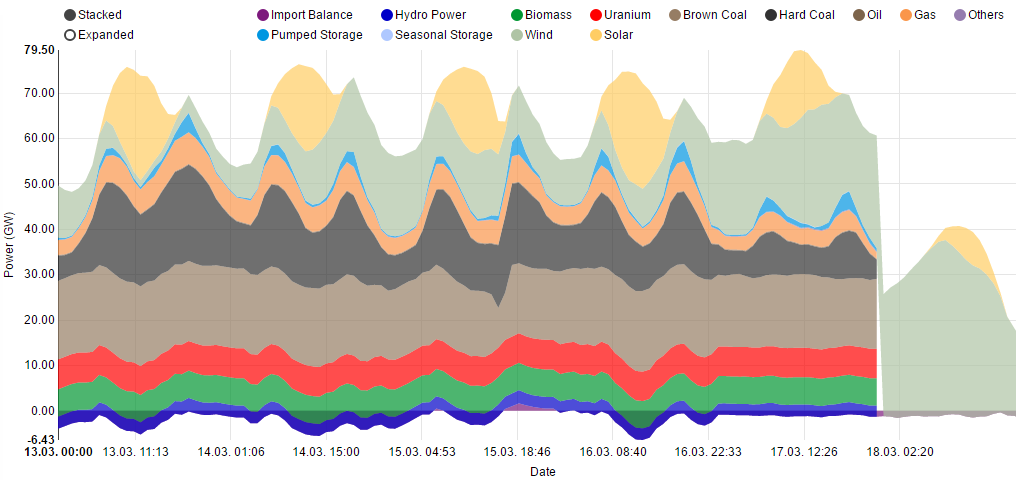 Stacked Import Balance Hydro Power Biomass Uranium Brown Coal Hard Coal Oil Gas Others
Expanded Pumped Storage Seasonal Storage Wind Solar
79.50
70.00
60.00
50.00
40.00
30.00
20.00
10.00
0.00
-6.43
Power (GW)
13.03. 00:00 13.03. 11:13 14.03. 01:06 14.03. 15:00 15.03. 04:53 15.03. 18:46 16.03. 08:40 16.03. 22:33 17.03. 12:26 18.03. 02:20
Date